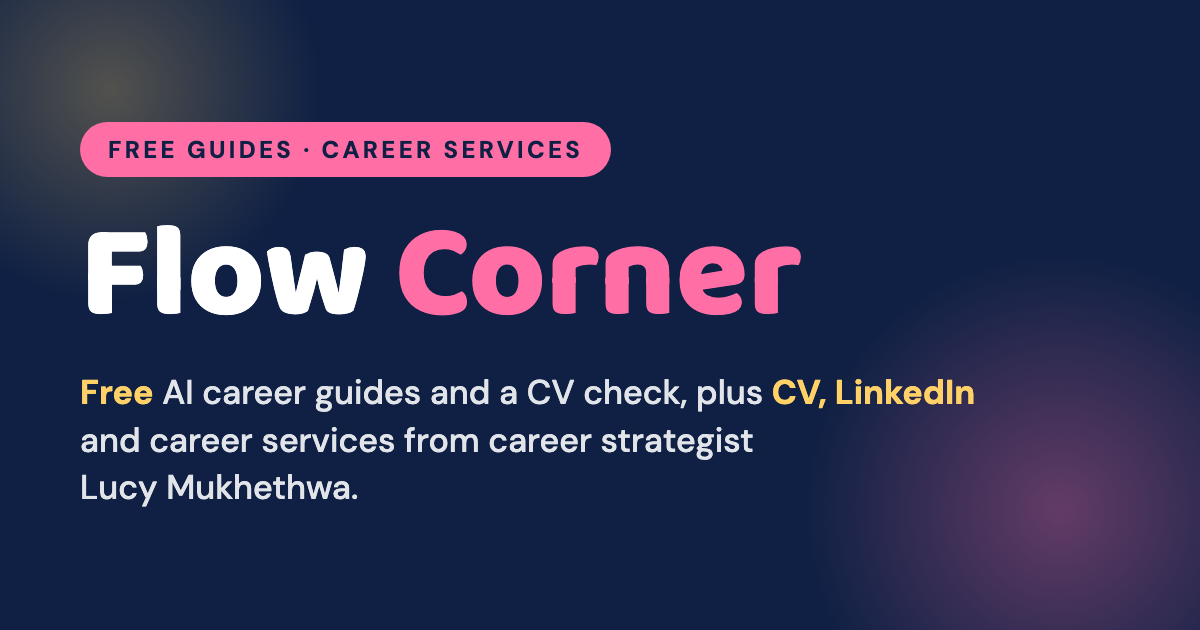 FREE GUIDES · CAREER SERVICES
Flow Corner
Free AI career guides and a CV check, plus CV, LinkedIn
and career services from career strategist
Lucy Mukhethwa.